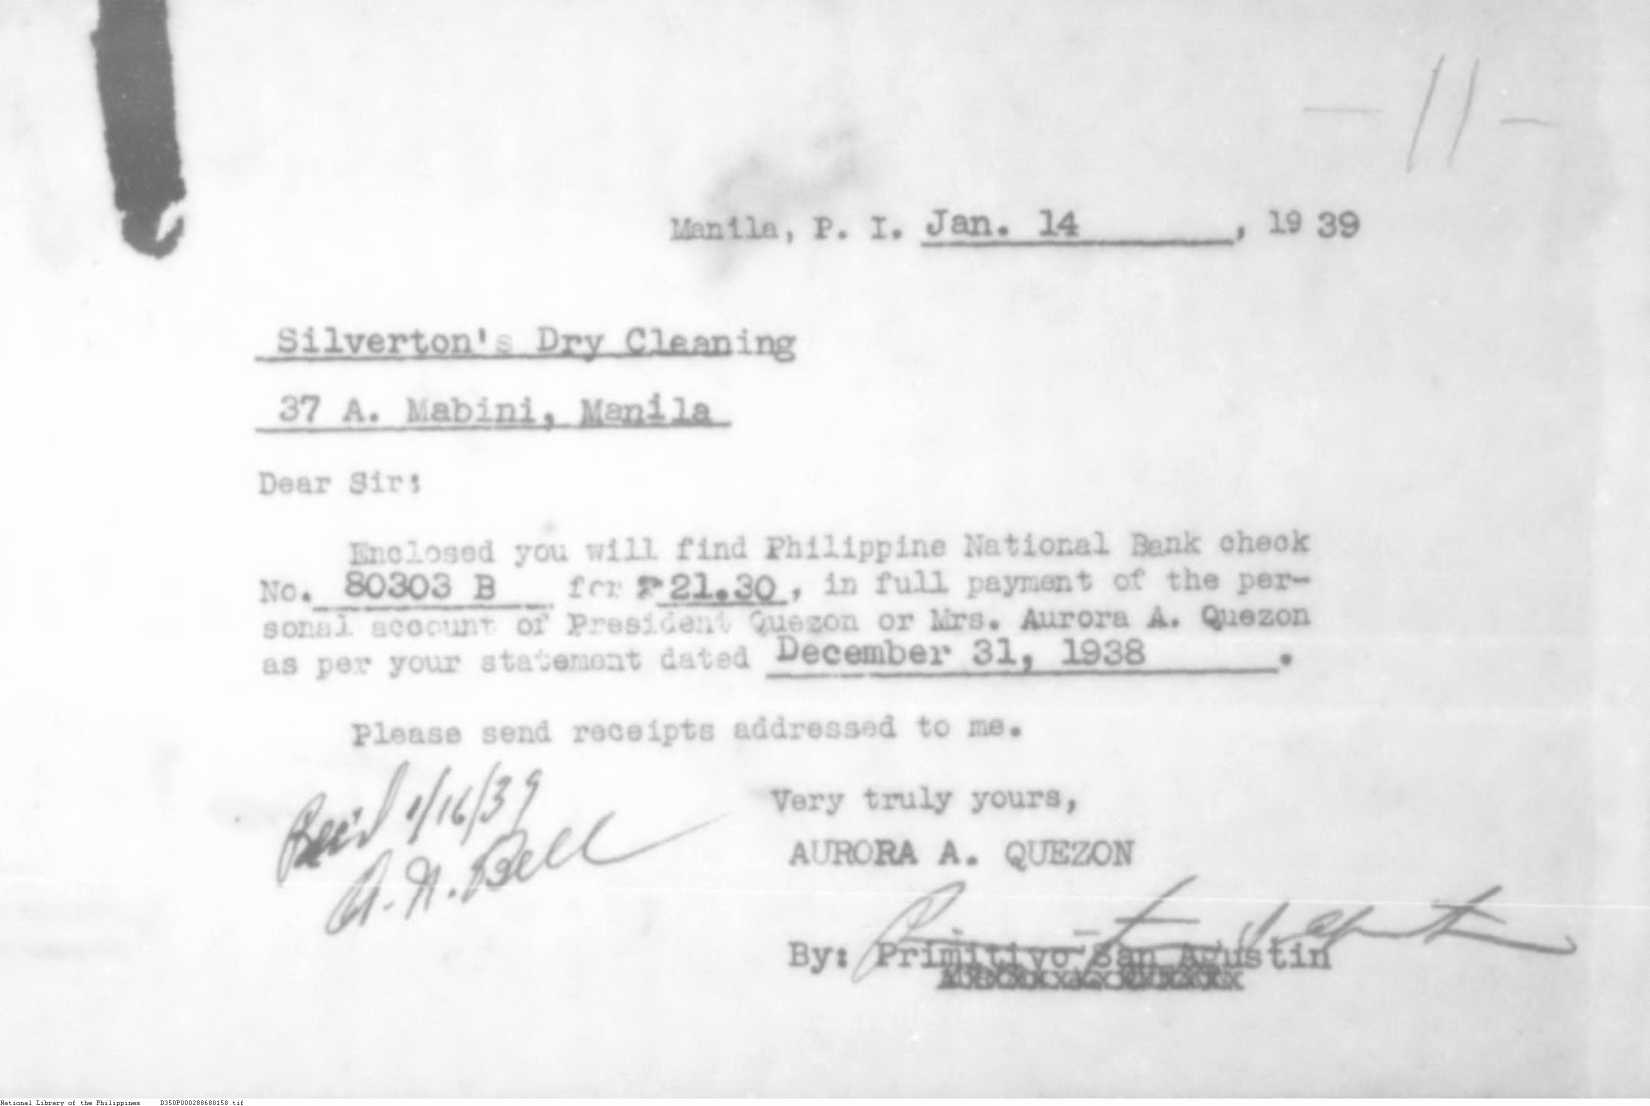 - 11 -
Manila, P. I. Jan. 14, 1939
Silverton's Dry Cleaning
37 A. Mabini, Manila
Dear Sir:
Enclosed you will find Philippine National Bank check
No. 80303 B for ₱21.30, in full payment of the per-
sonal account of President Quezon or Mrs. Aurora A. Quezon
as per your statement dated December 31, 1938.
Please send receipts addressed to me.
Rec'd 1/16/39
Very truly yours,
AURORA A. QUEZON
By: Primitivo San Agustin
National Library of the Philippines D350P000288680158.tif